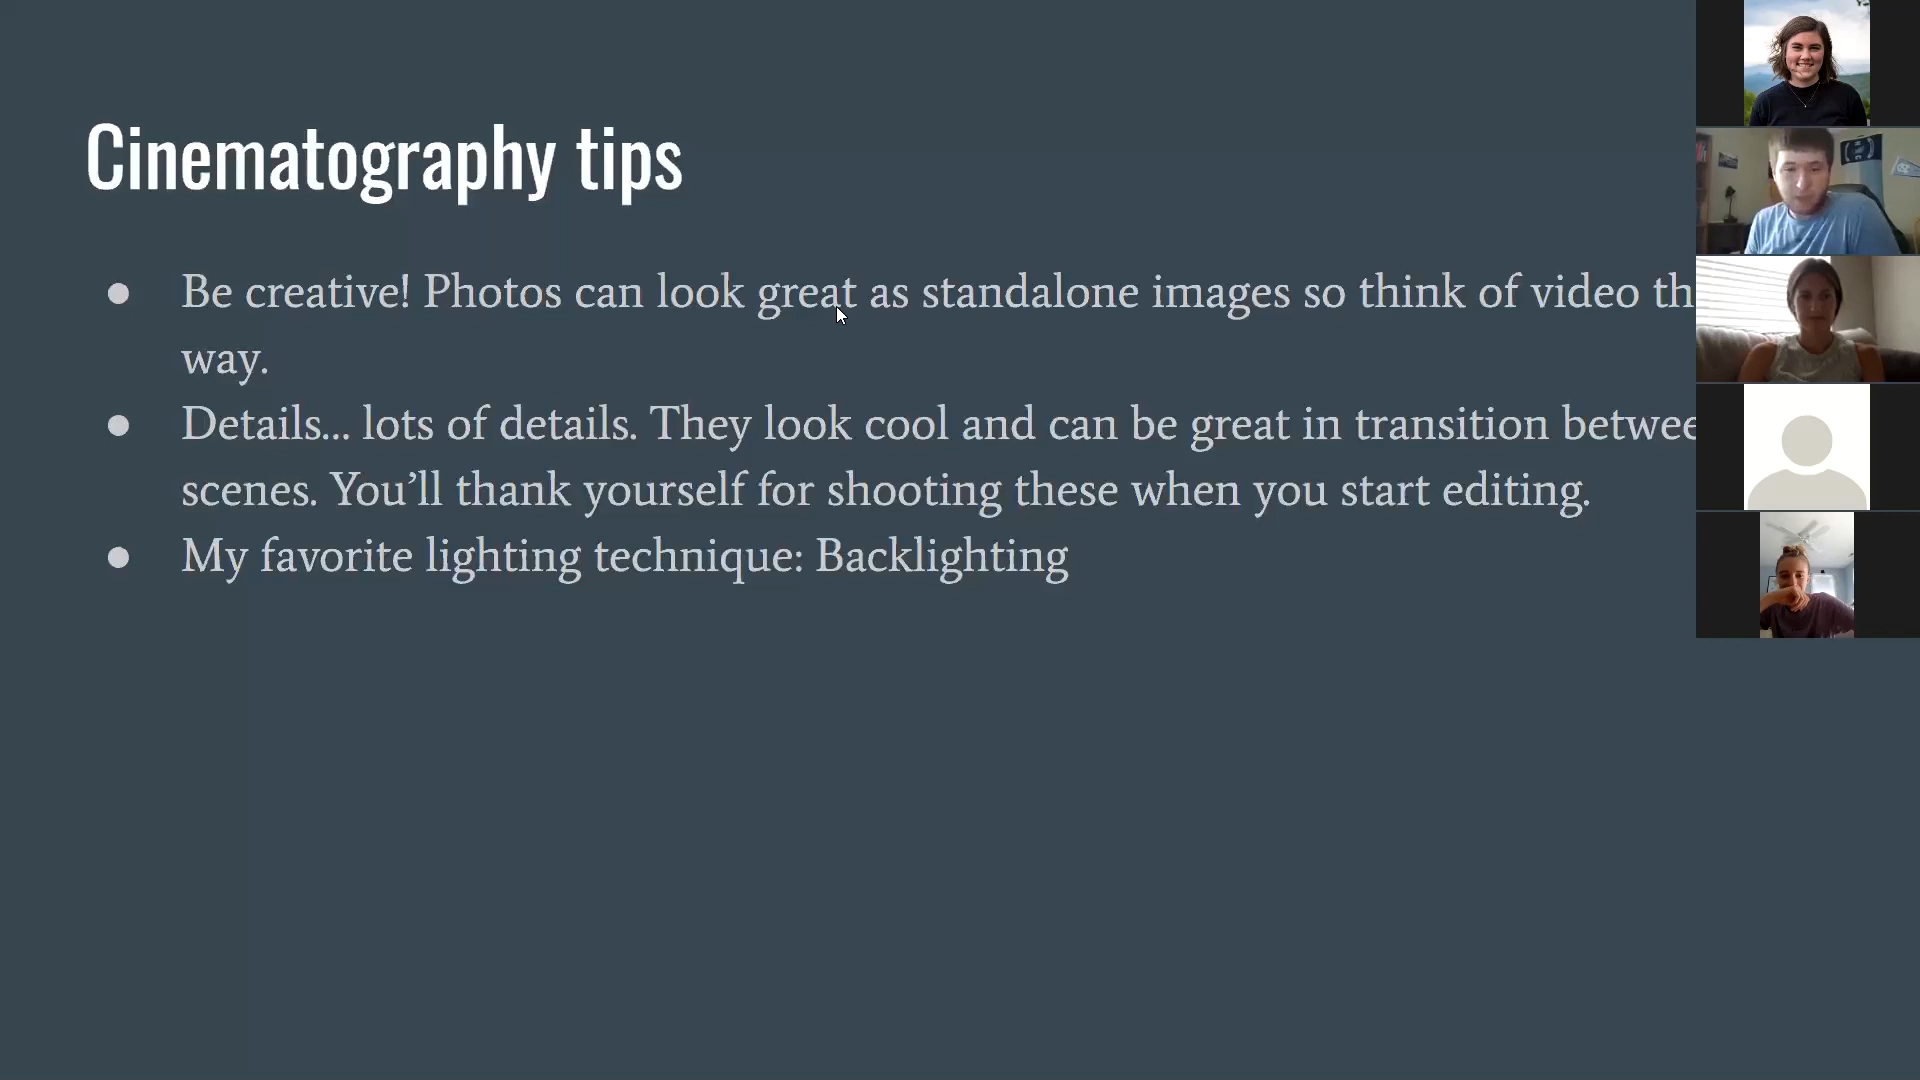 Cinematography tips
● Be creative! Photos can look great as standalone images so think of video th
way.
● Details... lots of details. They look cool and can be great in transition betwee
scenes. You’ll thank yourself for shooting these when you start editing.
● My favorite lighting technique: Backlighting